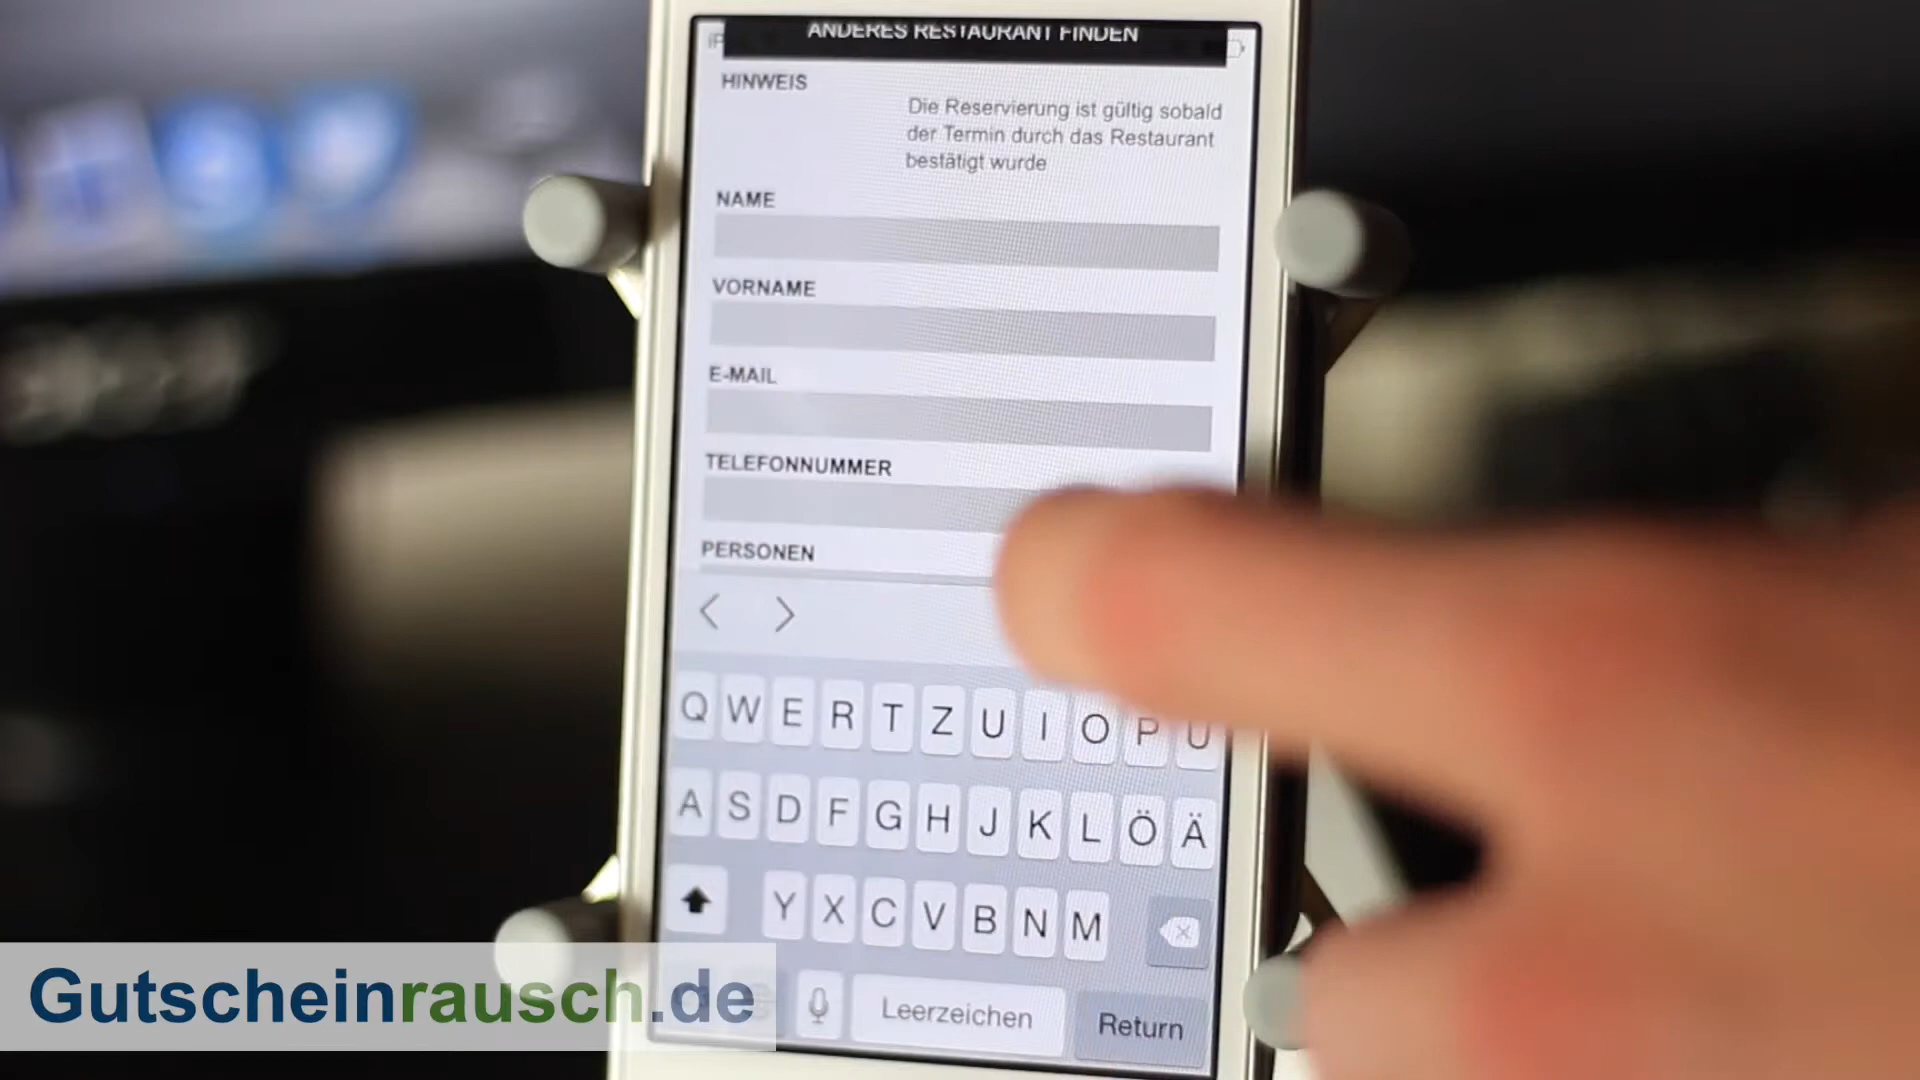 ANDERES RESTAURANT FINDEN
HINWEIS
Die Reservierung ist gültig sobald
der Termin durch das Restaurant
bestätigt wurde
NAME
VORNAME
E-MAIL
TELEFONNUMMER
PERSONEN
Q W E R T Z U I O P Ü
A S D F G H J K L Ö Ä
Y X C V B N M
Leerzeichen Return
Gutscheinrausch.de